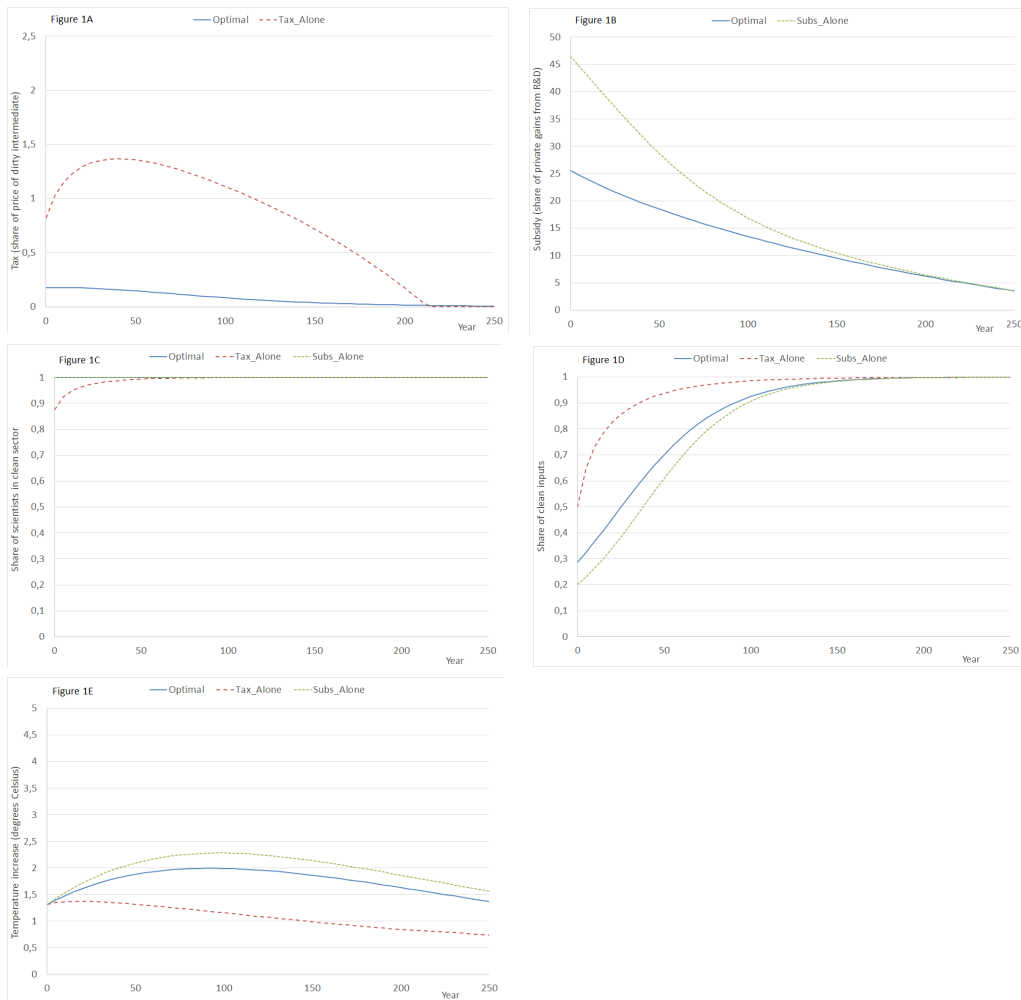 Figure 1A
Optimal Tax_Alone
Tax (share of price of dirty intermediate)
2,5
2
1,5
1
0,5
0
0 50 100 150 200 250
Year
Figure 1B
Optimal Subs_Alone
Subsidy (share of private gains from R&D)
50
45
40
35
30
25
20
15
10
5
0
0 50 100 150 200 250
Year
Figure 1C
Optimal Tax_Alone Subs_Alone
Share of scientists in clean sector
1
0,9
0,8
0,7
0,6
0,5
0,4
0,3
0,2
0,1
0
0 50 100 150 200 250
Year
Figure 1D
Optimal Tax_Alone Subs_Alone
Share of clean inputs
1
0,9
0,8
0,7
0,6
0,5
0,4
0,3
0,2
0,1
0
0 50 100 150 200 250
Year
Figure 1E
Optimal Tax_Alone Subs_Alone
Temperature increase (degrees Celsius)
5
4,5
4
3,5
3
2,5
2
1,5
1
0,5
0
0 50 100 150 200 250
Year